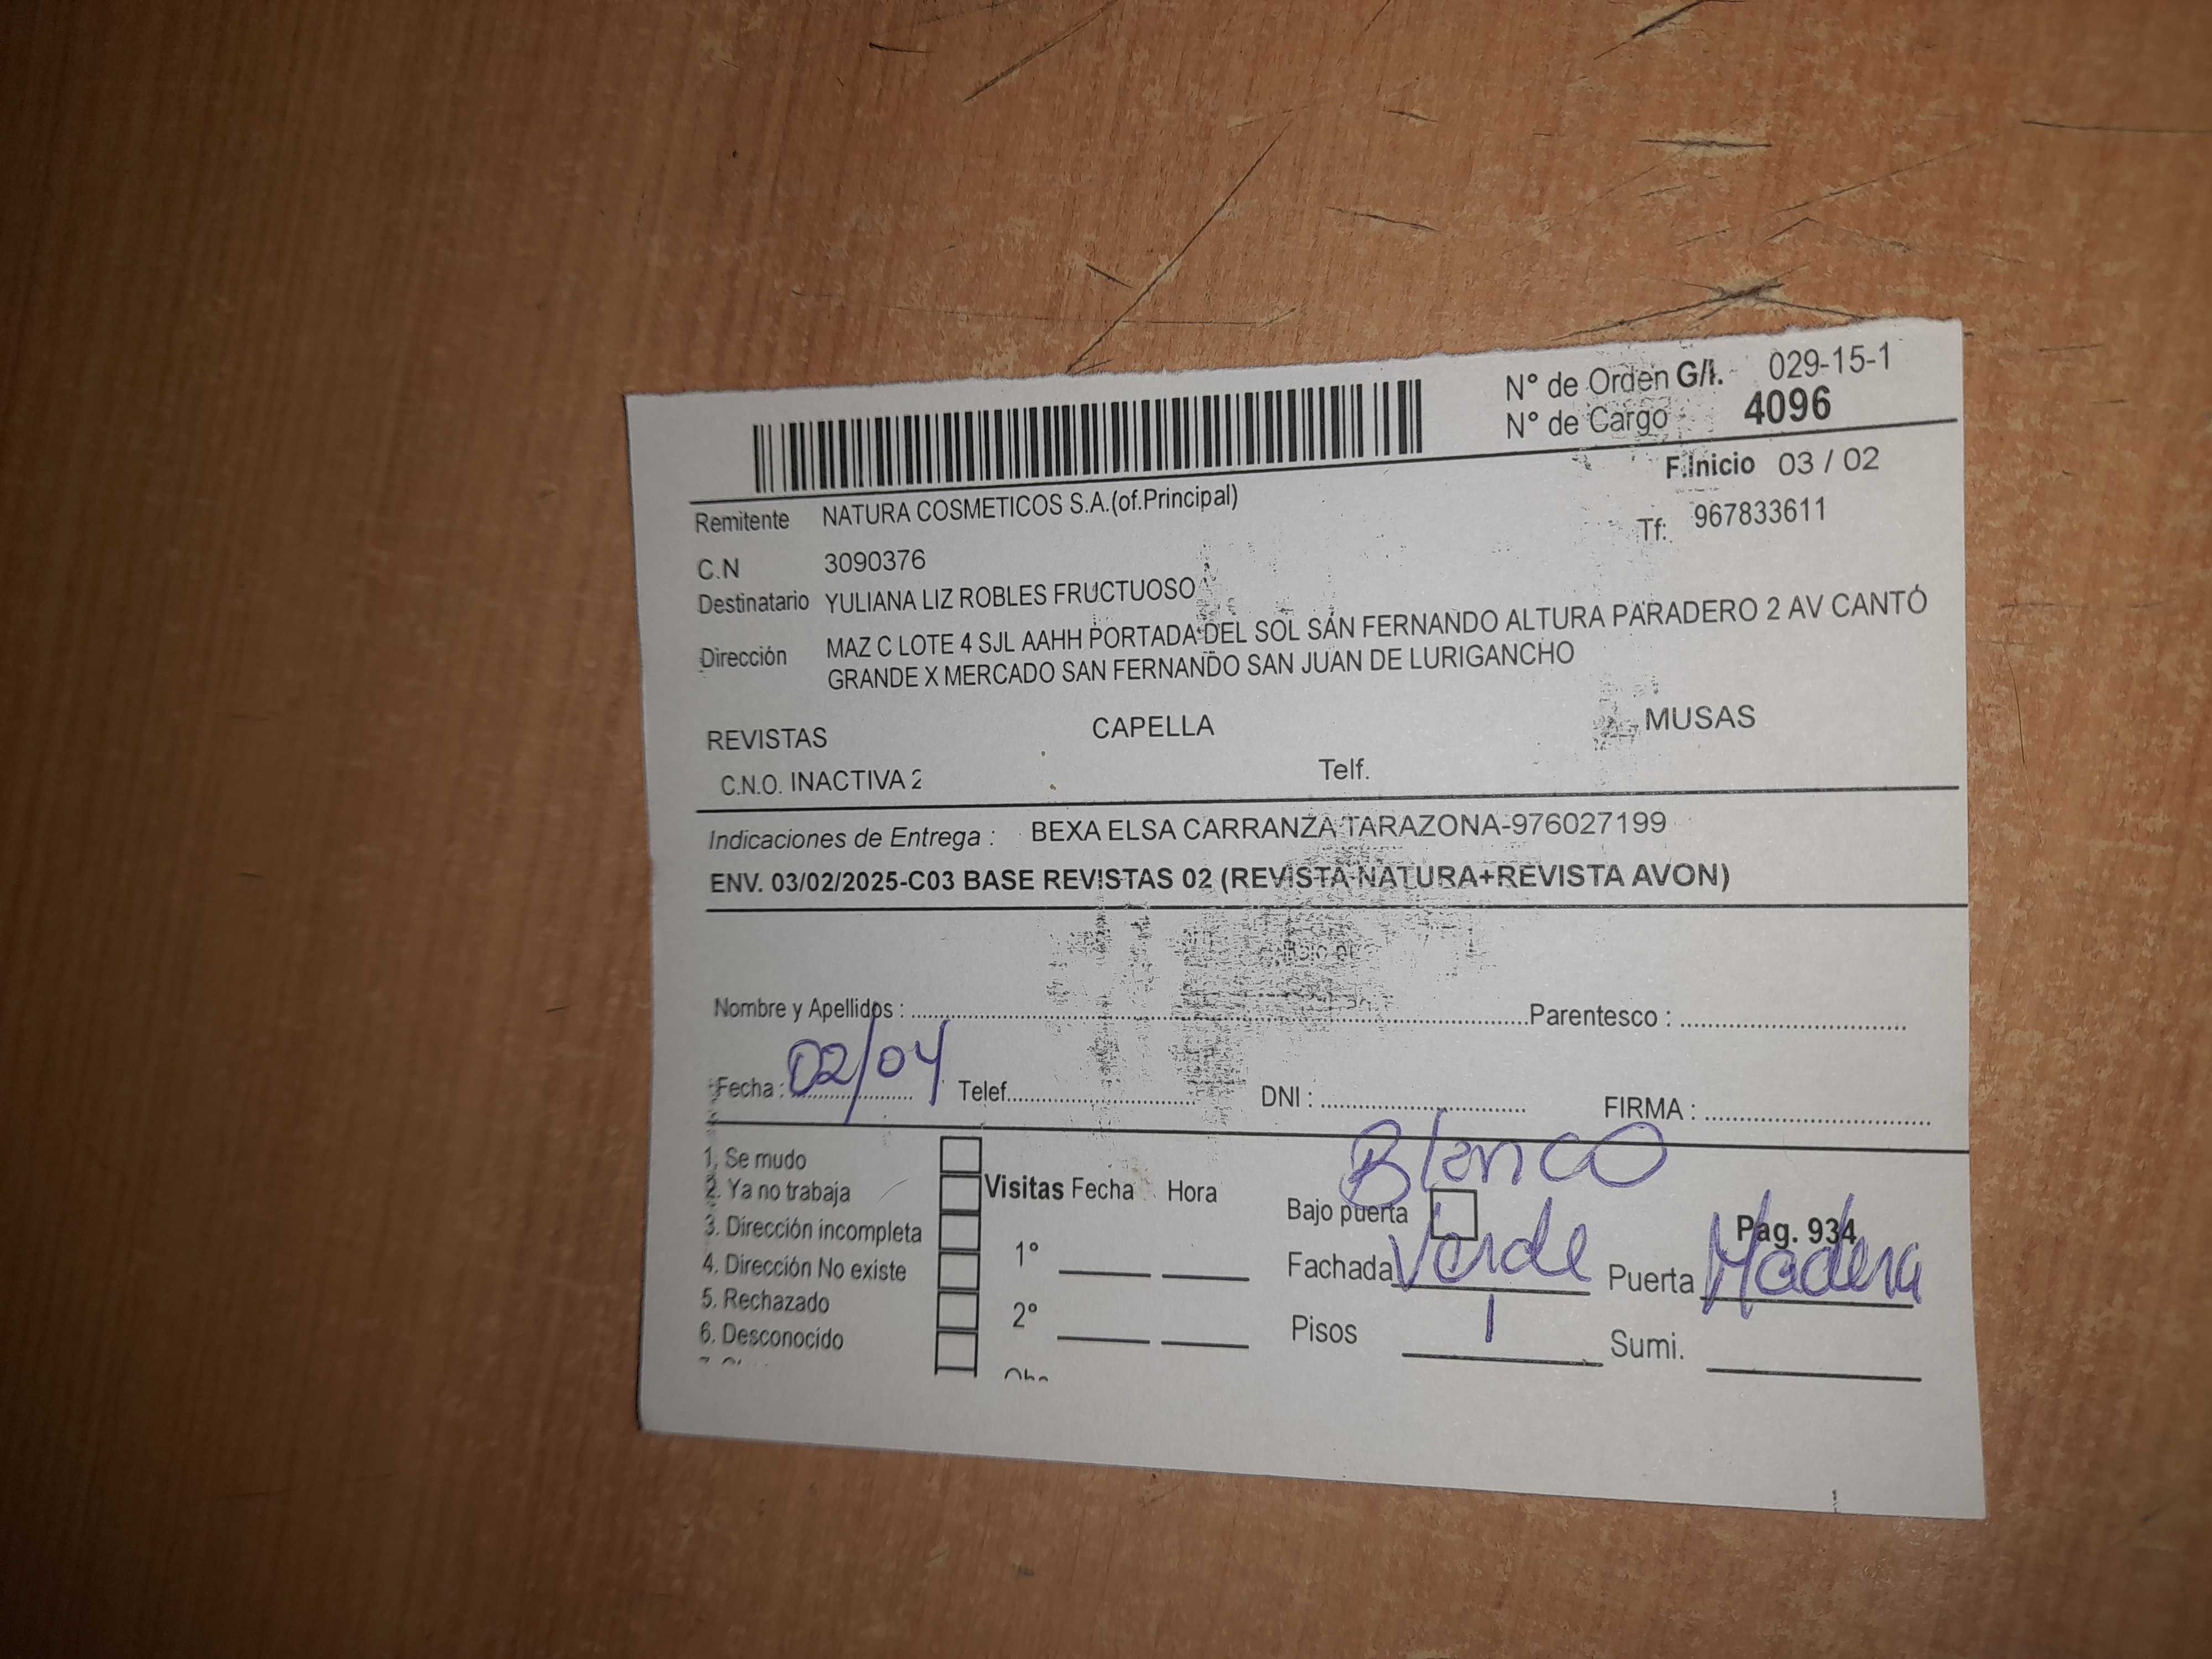 N° de Orden G/I. 029-15-1
N° de Cargo 4096
F.Inicio 03 / 02
Remitente NATURA COSMETICOS S.A.(of.Principal)
Tf: 967833611
C.N 3090376
Destinatario YULIANA LIZ ROBLES FRUCTUOSO
Dirección MAZ C LOTE 4 SJL AAHH PORTADA DEL SOL SAN FERNANDO ALTURA PARADERO 2 AV CANTO
GRANDE X MERCADO SAN FERNANDO SAN JUAN DE LURIGANCHO
REVISTAS CAPELLA MUSAS
C.N.O. INACTIVA 2 Telf.
Indicaciones de Entrega : BEXA ELSA CARRANZA TARAZONA-976027199
ENV. 03/02/2025-C03 BASE REVISTAS 02 (REVISTA NATURA+REVISTA AVON)
Nombre y Apellidos : Parentesco :
Fecha : 02/04 Telef. DNI : FIRMA :
Blanco
1. Se mudo
2. Ya no trabaja Visitas Fecha Hora Bajo puerta Pag. 934
3. Dirección incompleta
4. Dirección No existe 1° Fachada Verde Puerta Madera
5. Rechazado
6. Desconocido 2° Pisos 1 Sumi.